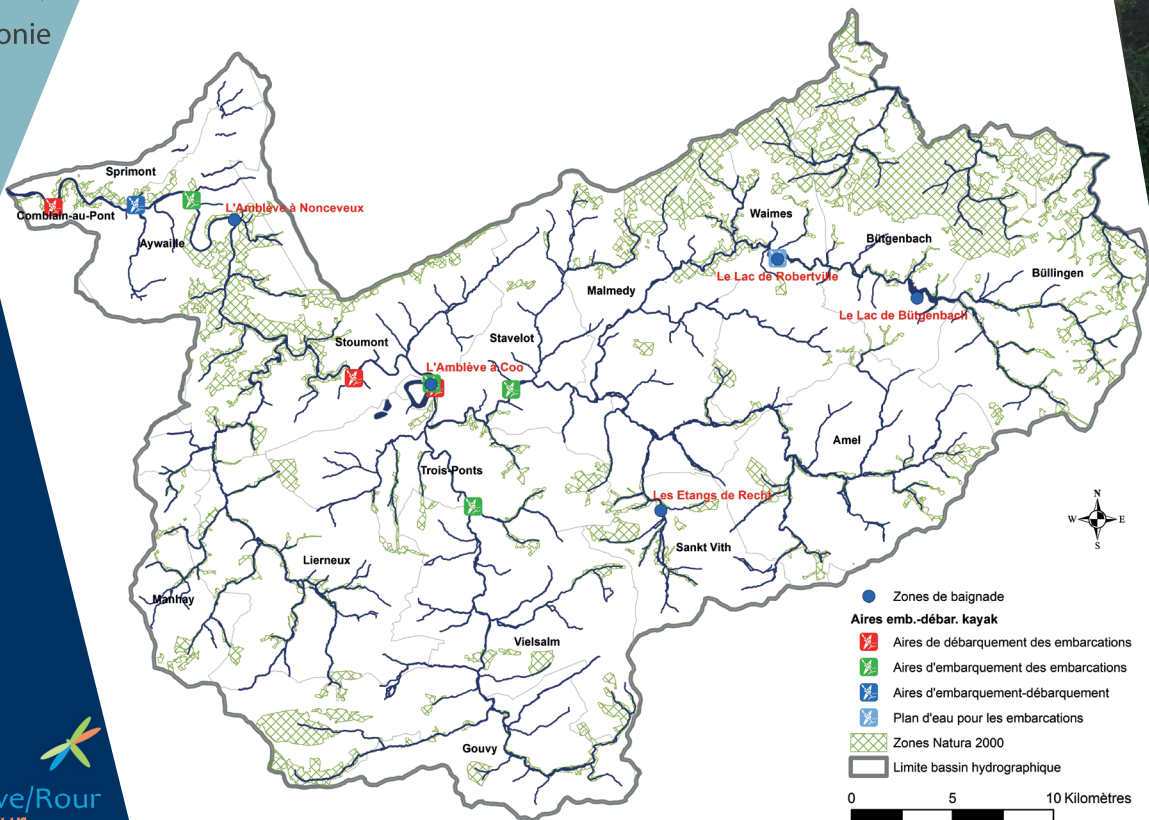 onie
Sprimont
Comblain-au-Pont
L'Amblève à Nonceveux
Aywaille
Waimes
Bütgenbach
Le Lac de Robertville
Büllingen
Malmedy
Le Lac de Bütgenbach
Stoumont
Stavelot
L'Amblève à Coo
Amel
Trois-Ponts
Les Etangs de Recht
Sankt Vith
Lierneux
Manhay
Vielsalm
Gouvy
N
W
E
S
Zones de baignade
Aires emb.-débar. kayak
Aires de débarquement des embarcations
Aires d'embarquement des embarcations
Aires d'embarquement-débarquement
Plan d'eau pour les embarcations
Zones Natura 2000
Limite bassin hydrographique
0 5 10 Kilomètres
ve/Rour